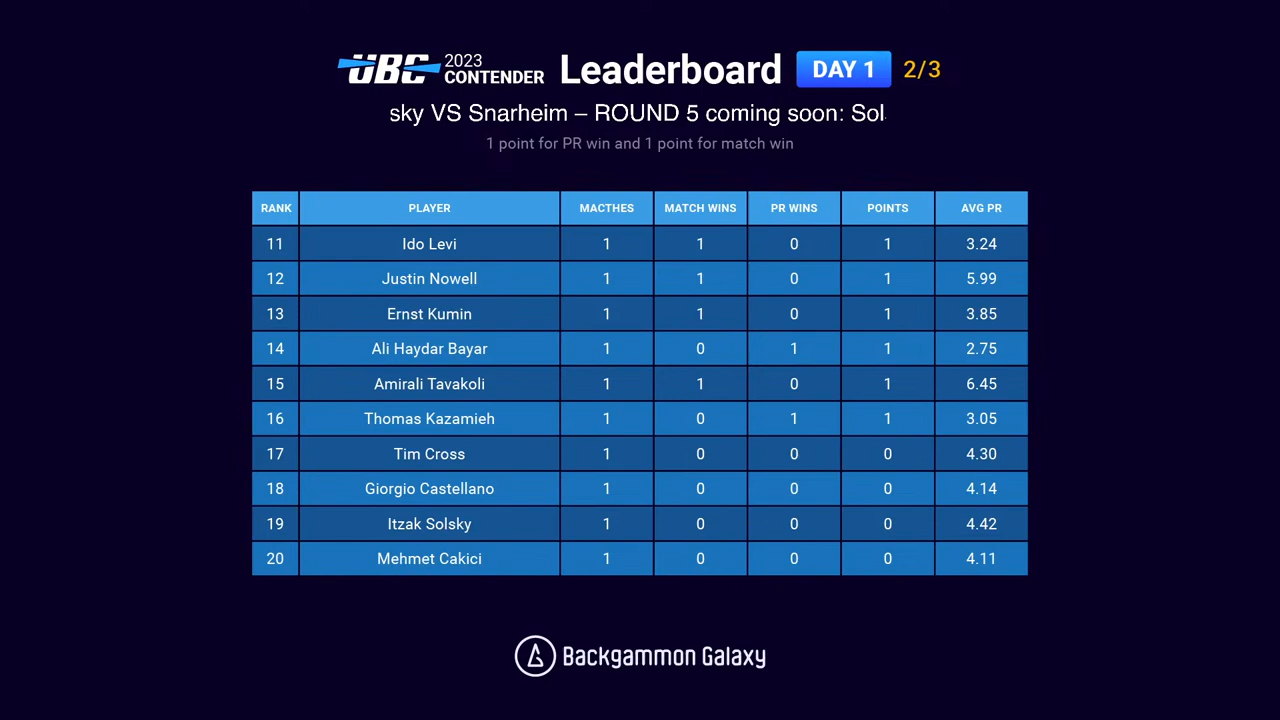 UBC 2023 CONTENDER Leaderboard DAY 1 2/3
sky VS Snarheim – ROUND 5 coming soon: Sol
1 point for PR win and 1 point for match win
RANK PLAYER MACTHES MATCH WINS PR WINS POINTS AVG PR
11 Ido Levi 1 1 0 1 3.24
12 Justin Nowell 1 1 0 1 5.99
13 Ernst Kumin 1 1 0 1 3.85
14 Ali Haydar Bayar 1 0 1 1 2.75
15 Amirali Tavakoli 1 1 0 1 6.45
16 Thomas Kazamieh 1 0 1 1 3.05
17 Tim Cross 1 0 0 0 4.30
18 Giorgio Castellano 1 0 0 0 4.14
19 Itzak Solsky 1 0 0 0 4.42
20 Mehmet Cakici 1 0 0 0 4.11
Backgammon Galaxy